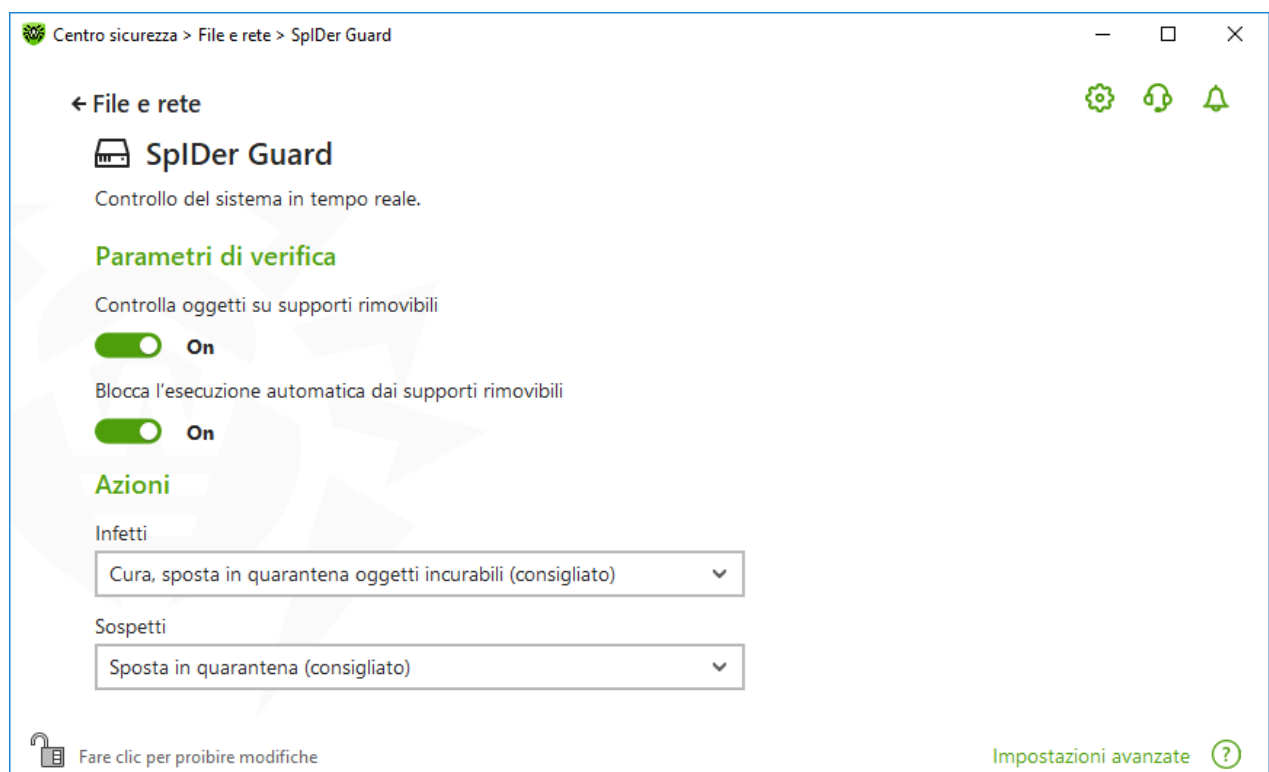 Centro sicurezza > File e rete > SpIDer Guard
File e rete
SpIDer Guard
Controllo del sistema in tempo reale.
Parametri di verifica
Controlla oggetti su supporti rimovibili
On
Blocca l'esecuzione automatica dai supporti rimovibili
On
Azioni
Infetti
Cura, sposta in quarantena oggetti incurabili (consigliato)
Sospetti
Sposta in quarantena (consigliato)
Fare clic per proibire modifiche
Impostazioni avanzate ?